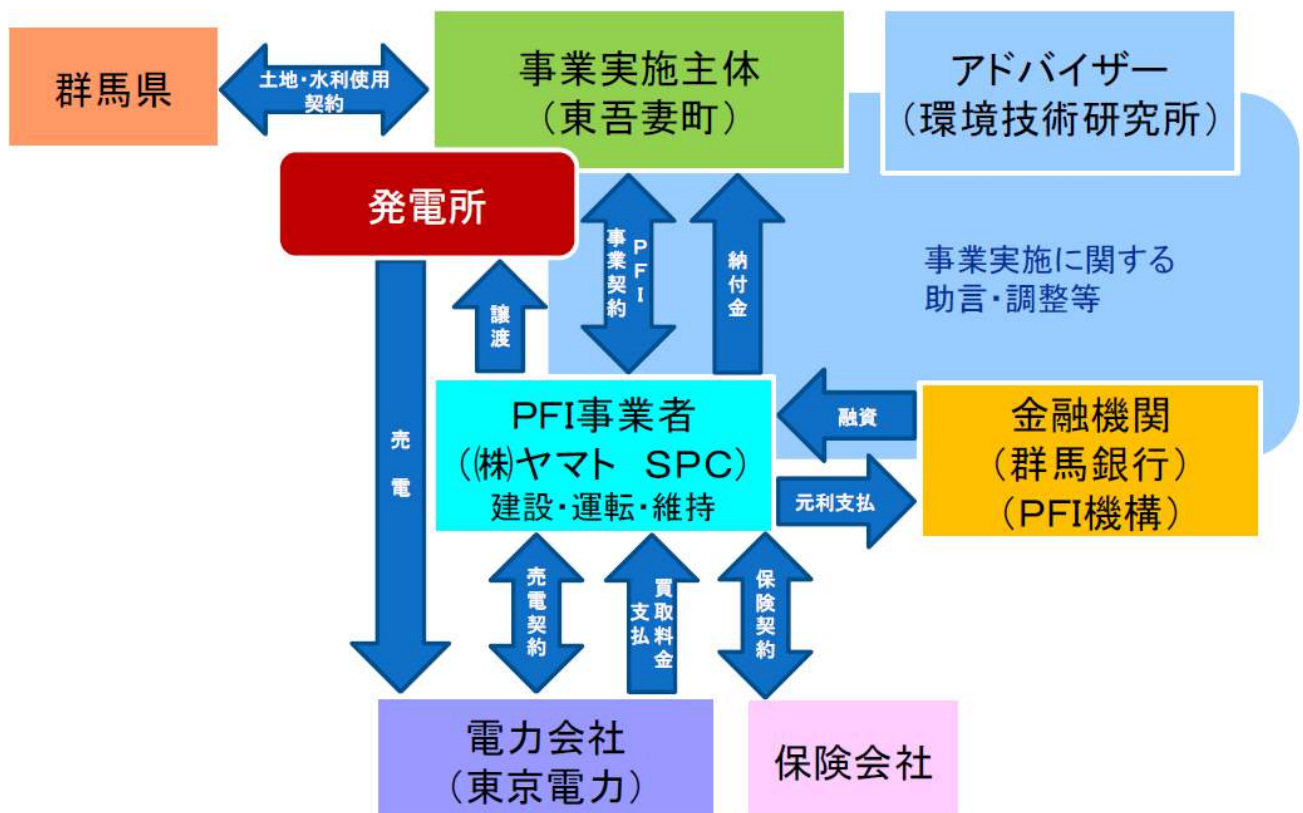 群馬県
土地・水利使用
契約
事業実施主体
（東吾妻町）
アドバイザー
（環境技術研究所）
発電所
PFI
事業契約
納付金
事業実施に関する
助言・調整等
譲渡
売電
PFI事業者
（㈱ヤマト　SPC）
建設・運転・維持
融資
元利支払
金融機関
（群馬銀行）
（PFI機構）
売電契約
買取料金
支払
保険契約
電力会社
（東京電力）
保険会社